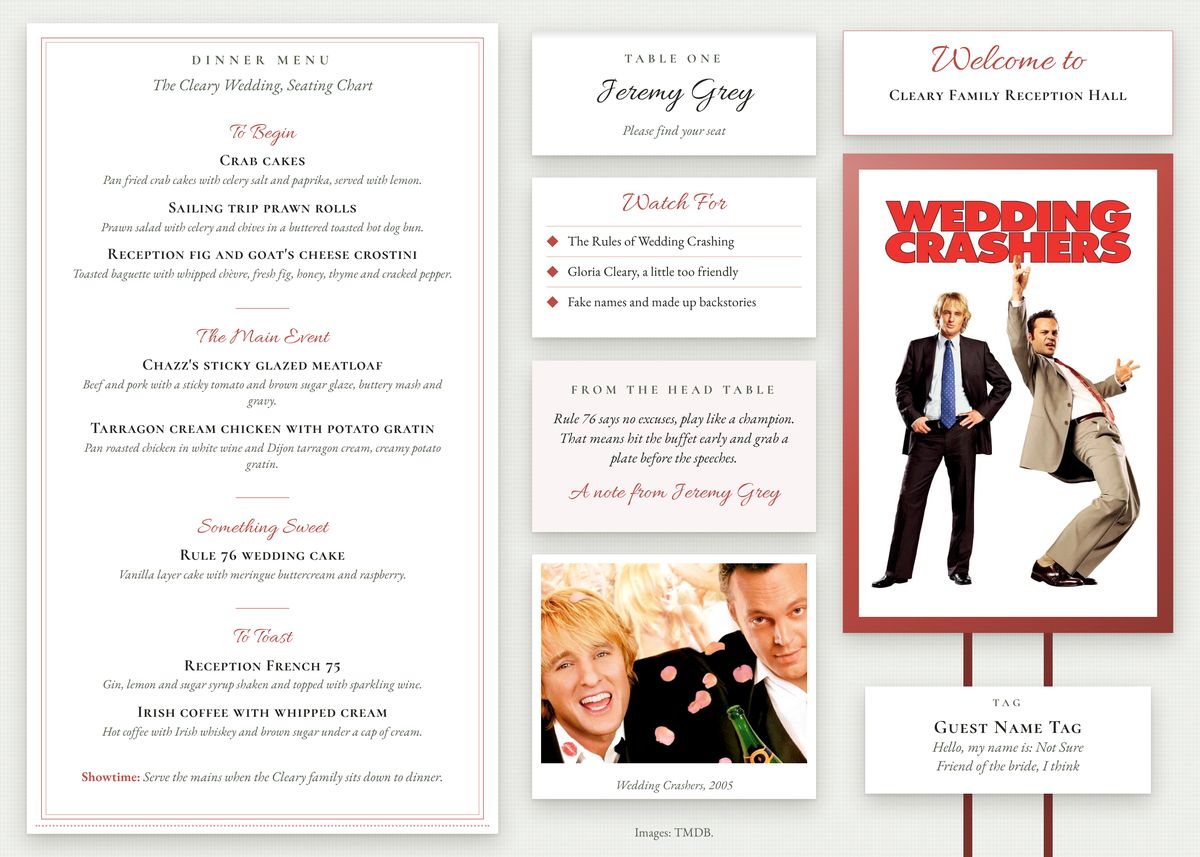 DINNER MENU
The Cleary Wedding, Seating Chart
To Begin
Crab cakes
Pan fried crab cakes with celery salt and paprika, served with lemon.
Sailing trip prawn rolls
Prawn salad with celery and chives in a buttered toasted hot dog bun.
Reception fig and goat's cheese crostini
Toasted baguette with whipped chèvre, fresh fig, honey, thyme and cracked pepper.
The Main Event
Chazz's sticky glazed meatloaf
Beef and pork with a sticky tomato and brown sugar glaze, buttery mash and
gravy.
Tarragon cream chicken with potato gratin
Pan roasted chicken in white wine and Dijon tarragon cream, creamy potato
gratin.
Something Sweet
Rule 76 wedding cake
Vanilla layer cake with meringue buttercream and raspberry.
To Toast
Reception French 75
Gin, lemon and sugar syrup shaken and topped with sparkling wine.
Irish coffee with whipped cream
Hot coffee with Irish whiskey and brown sugar under a cap of cream.
Showtime: Serve the mains when the Cleary family sits down to dinner.
TABLE ONE
Jeremy Grey
Please find your seat
Watch For
The Rules of Wedding Crashing
Gloria Cleary, a little too friendly
Fake names and made up backstories
FROM THE HEAD TABLE
Rule 76 says no excuses, play like a champion.
That means hit the buffet early and grab a
plate before the speeches.
A note from Jeremy Grey
Wedding Crashers, 2005
Images: TMDB.
Welcome to
Cleary Family Reception Hall
WEDDING
CRASHERS
TAG
Guest Name Tag
Hello, my name is: Not Sure
Friend of the bride, I think